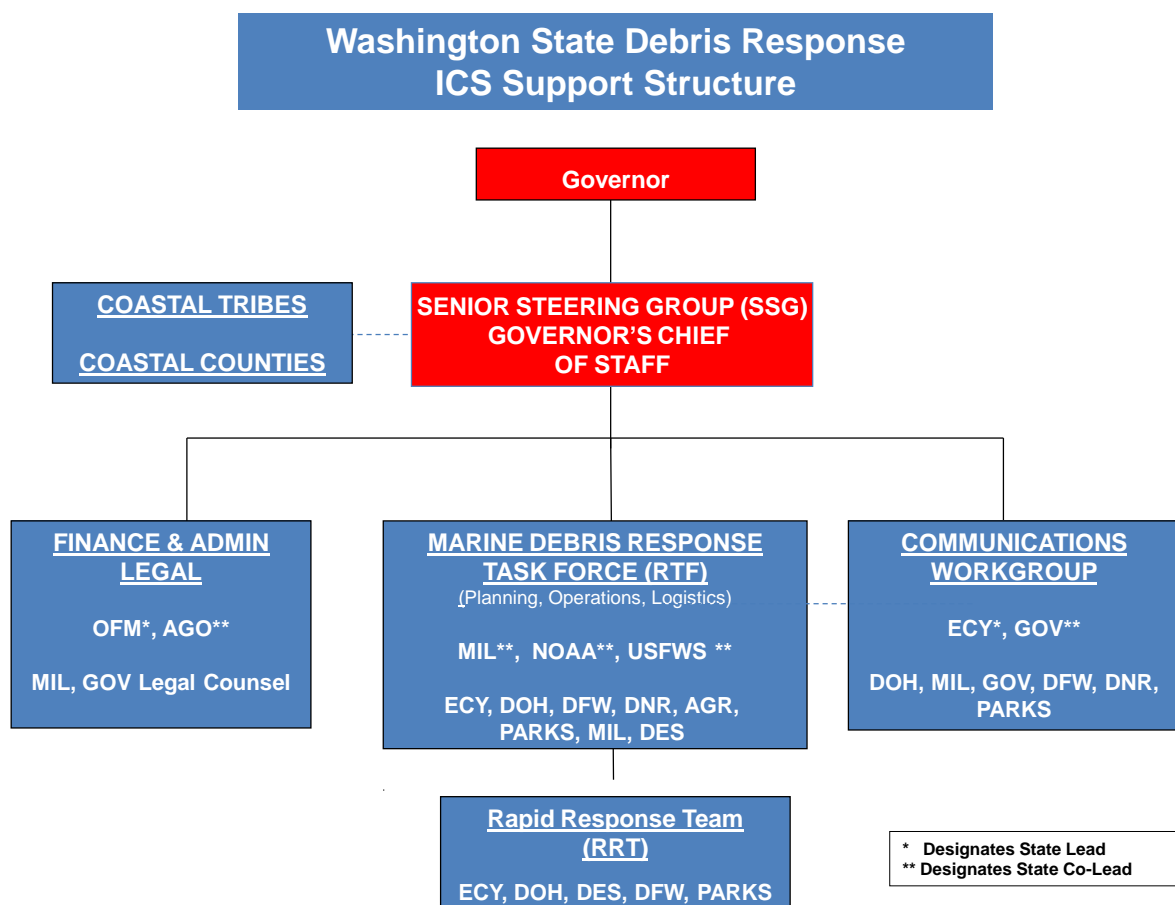 Washington State Debris Response
ICS Support Structure
Governor
COASTAL TRIBES
COASTAL COUNTIES
SENIOR STEERING GROUP (SSG)
GOVERNOR’S CHIEF
OF STAFF
FINANCE & ADMIN
LEGAL
OFM*, AGO**
MIL, GOV Legal Counsel
MARINE DEBRIS RESPONSE
TASK FORCE (RTF)
(Planning, Operations, Logistics)
MIL**, NOAA**, USFWS **
ECY, DOH, DFW, DNR, AGR,
PARKS, MIL, DES
COMMUNICATIONS
WORKGROUP
ECY*, GOV**
DOH, MIL, GOV, DFW, DNR,
PARKS
Rapid Response Team
(RRT)
ECY, DOH, DES, DFW, PARKS
* Designates State Lead
** Designates State Co-Lead